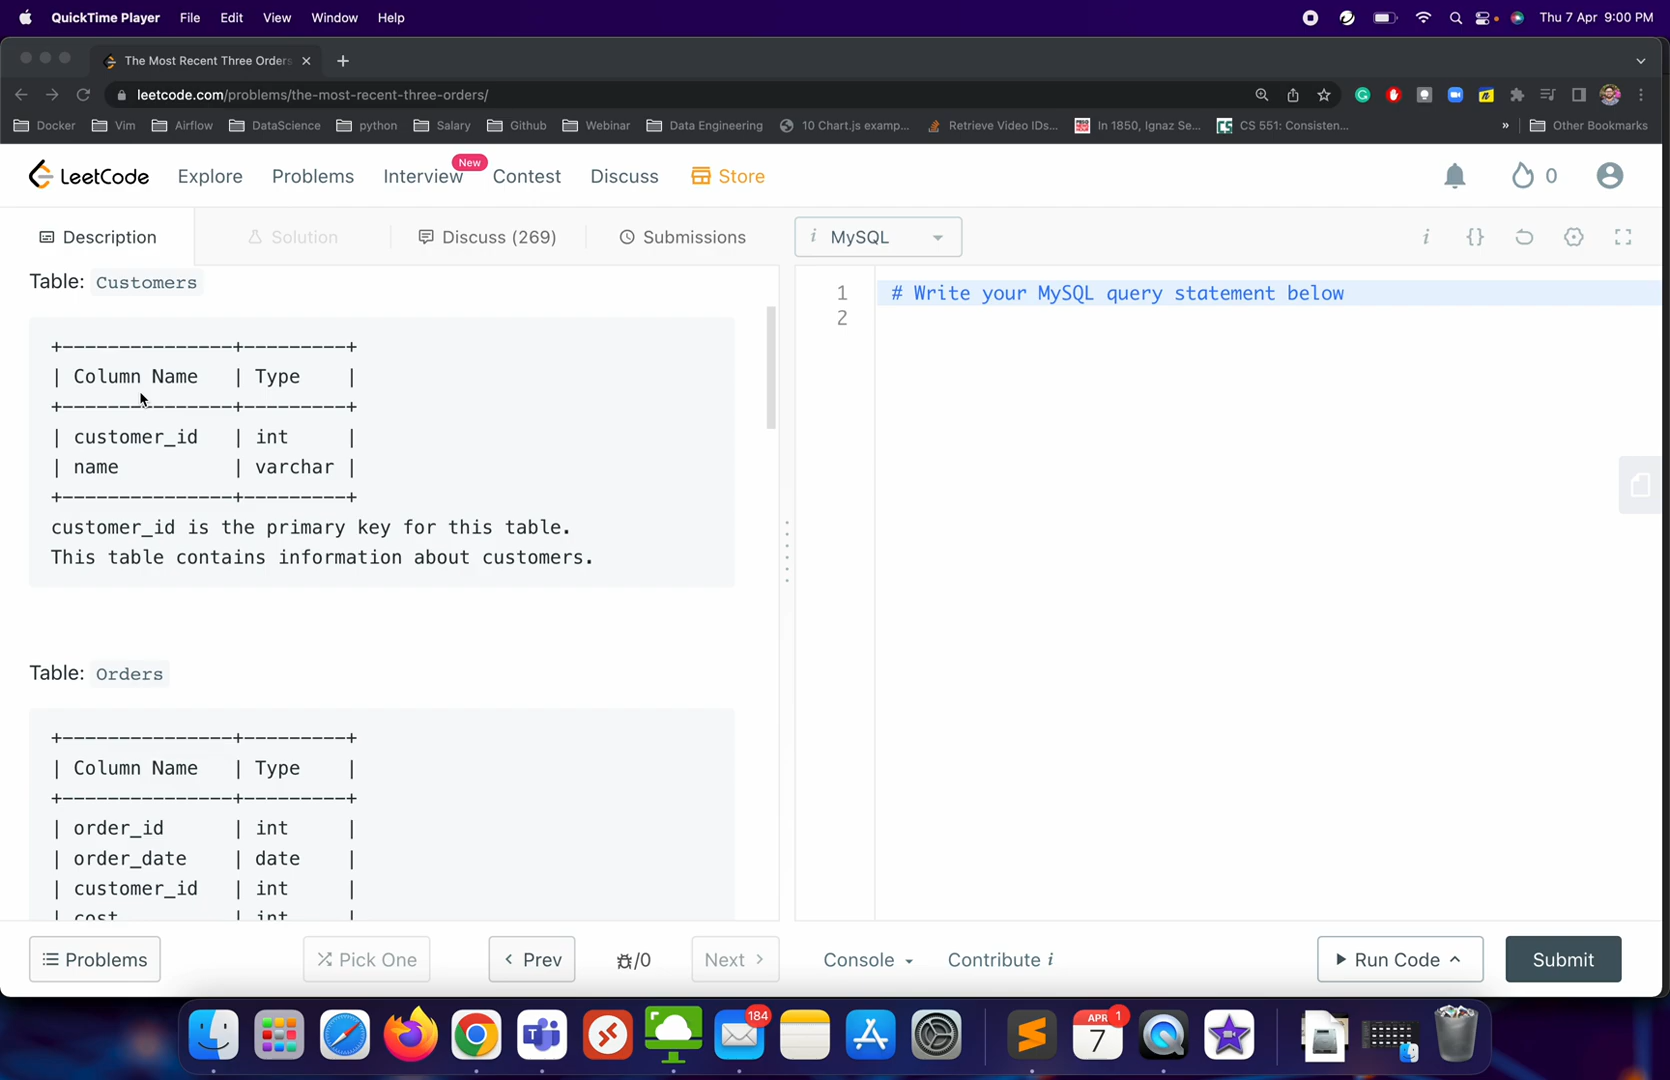 QuickTime Player File Edit View Window Help Thu 7 Apr 9:00 PM
The Most Recent Three Orders
leetcode.com/problems/the-most-recent-three-orders/
Docker Vim Airflow DataScience python Salary Github Webinar Data Engineering 10 Chart.js examp... Retrieve Video IDs... In 1850, Ignaz Se... CS 551: Consisten... » Other Bookmarks
LeetCode Explore Problems Interview New Contest Discuss Store 0
Description Solution Discuss (269) Submissions i MySQL i {}
Table: Customers
+---------------+---------+
| Column Name | Type |
+---------------+---------+
| customer_id | int |
| name | varchar |
+---------------+---------+
customer_id is the primary key for this table.
This table contains information about customers.
Table: Orders
+---------------+---------+
| Column Name | Type |
+---------------+---------+
| order_id | int |
| order_date | date |
| customer_id | int |
| cost | int |
1 # Write your MySQL query statement below
2
Problems Pick One < Prev /0 Next > Console Contribute i Run Code Submit
184
APR 1
7